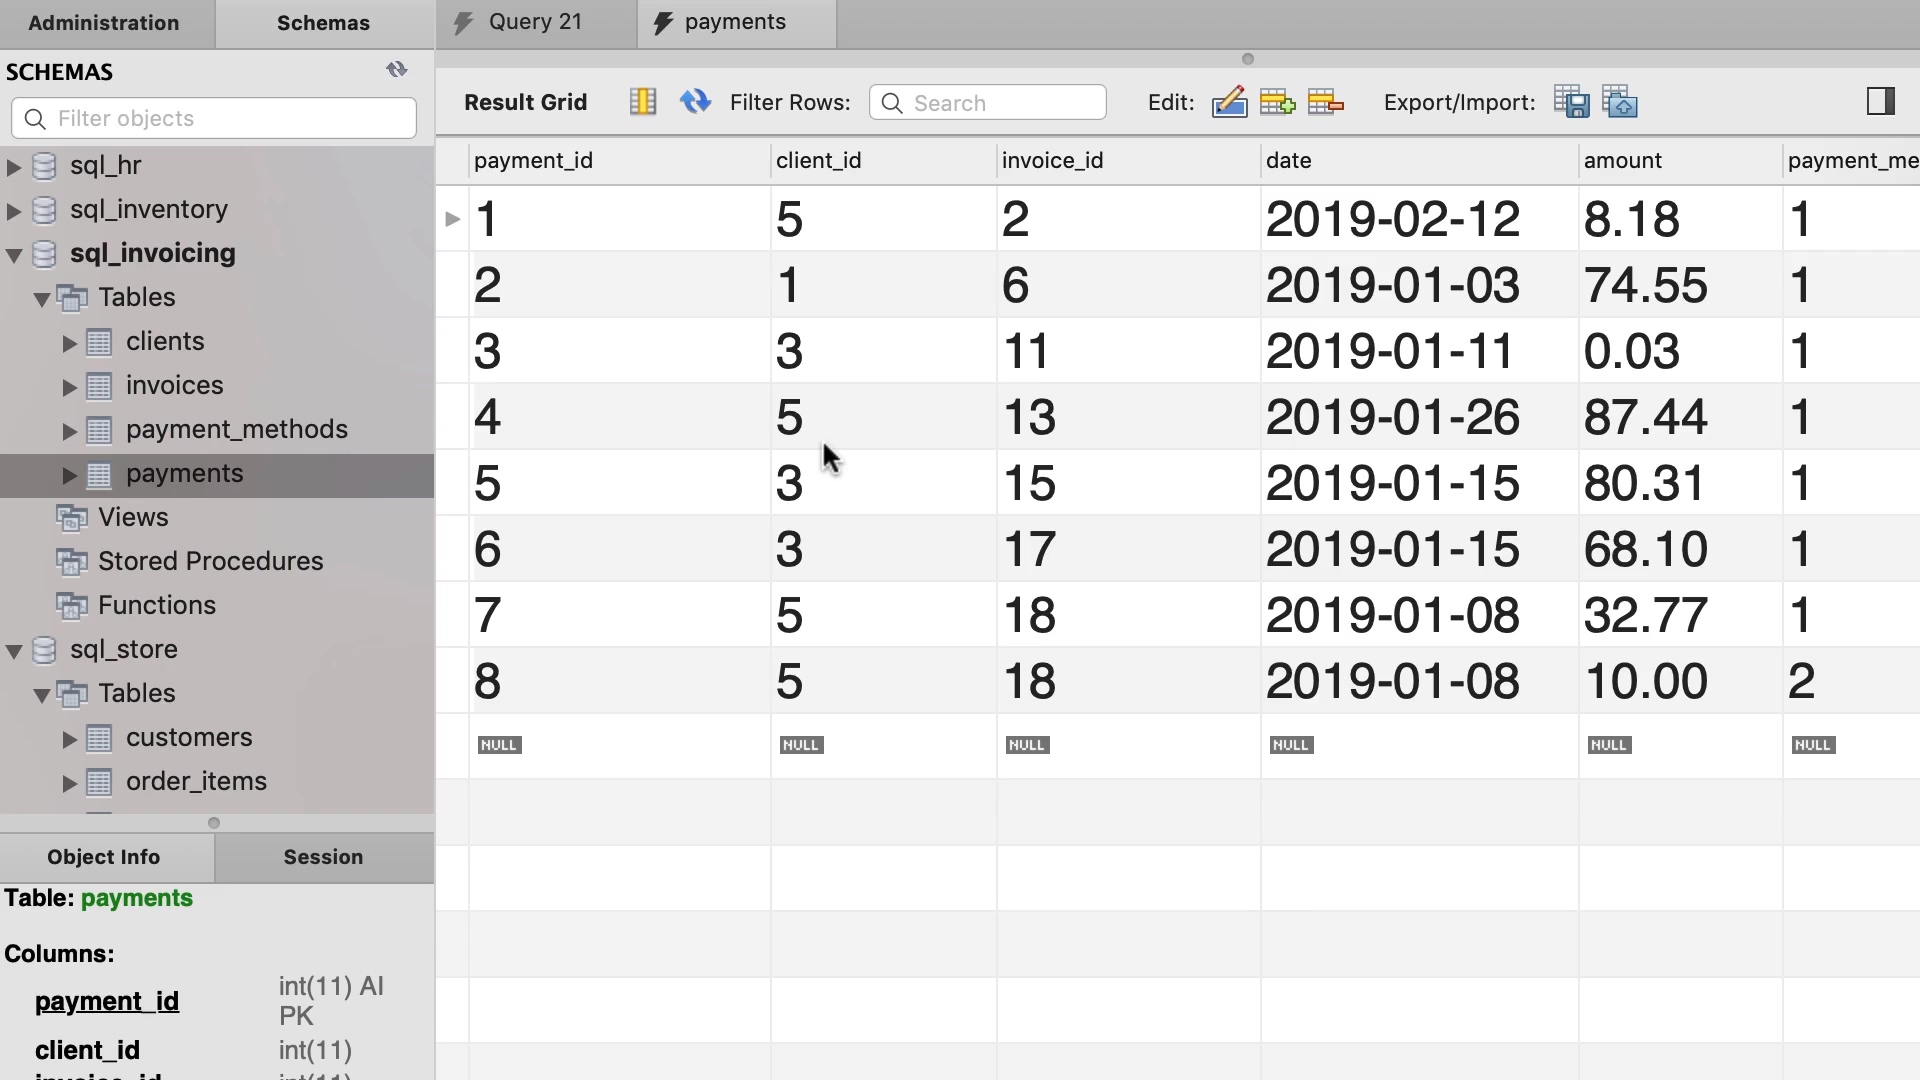 Administration Schemas
SCHEMAS
Filter objects
sql_hr
sql_inventory
sql_invoicing
Tables
clients
invoices
payment_methods
payments
Views
Stored Procedures
Functions
sql_store
Tables
customers
order_items
Object Info Session
Table: payments
Columns:
payment_id int(11) AI
PK
client_id int(11)
invoice_id int(11)
Query 21 payments
Result Grid Filter Rows: Search Edit: Export/Import:
payment_id client_id invoice_id date amount payment_me
1 5 2 2019-02-12 8.18 1
2 1 6 2019-01-03 74.55 1
3 3 11 2019-01-11 0.03 1
4 5 13 2019-01-26 87.44 1
5 3 15 2019-01-15 80.31 1
6 3 17 2019-01-15 68.10 1
7 5 18 2019-01-08 32.77 1
8 5 18 2019-01-08 10.00 2
NULL NULL NULL NULL NULL NULL